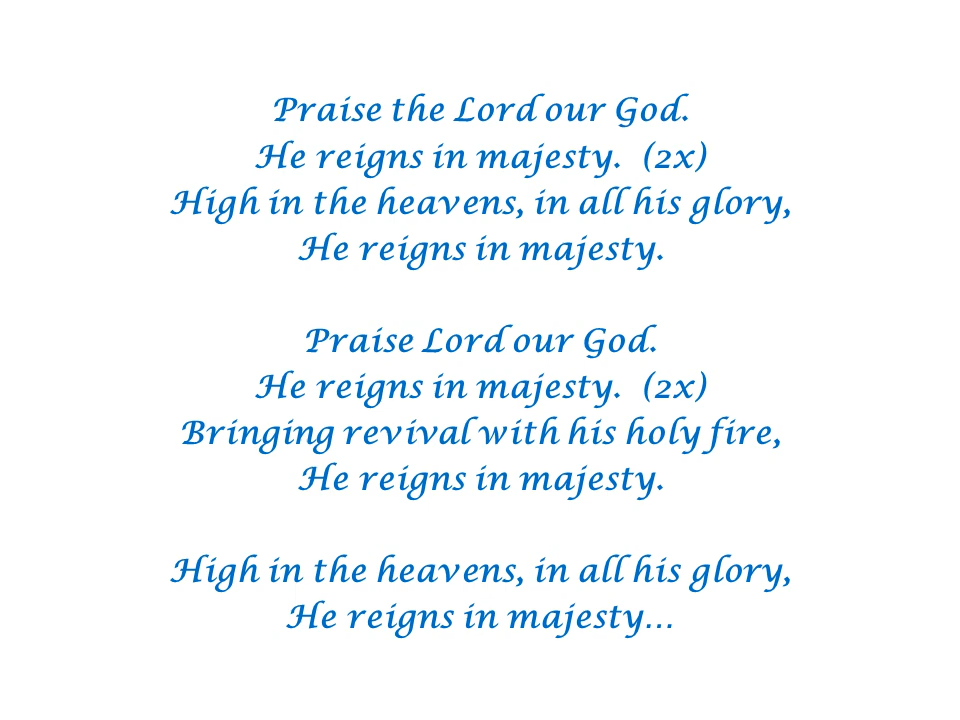 Praise the Lord our God.
He reigns in majesty.  (2x)
High in the heavens, in all his glory,
He reigns in majesty.
Praise Lord our God.
He reigns in majesty.  (2x)
Bringing revival with his holy fire,
He reigns in majesty.
High in the heavens, in all his glory,
He reigns in majesty...